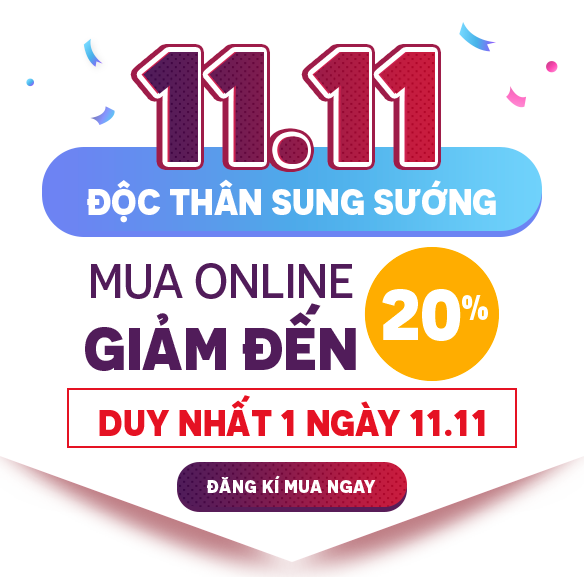 11.11
ĐỘC THÂN SUNG SƯỚNG
MUA ONLINE
GIẢM ĐẾN
20%
DUY NHẤT 1 NGÀY 11.11
ĐĂNG KÍ MUA NGAY